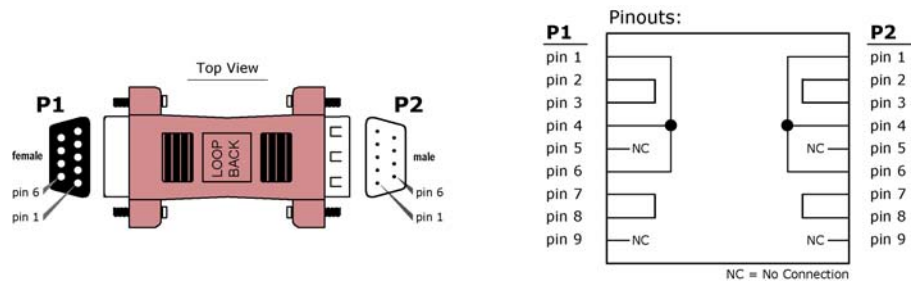 Top View
P1
P2
female
male
LOOP
BACK
pin 6
pin 1
pin 6
pin 1
Pinouts:
P1
P2
pin 1
pin 1
pin 2
pin 2
pin 3
pin 3
pin 4
pin 4
pin 5
NC
NC
pin 5
pin 6
pin 6
pin 7
pin 7
pin 8
pin 8
pin 9
NC
NC
pin 9
NC = No Connection